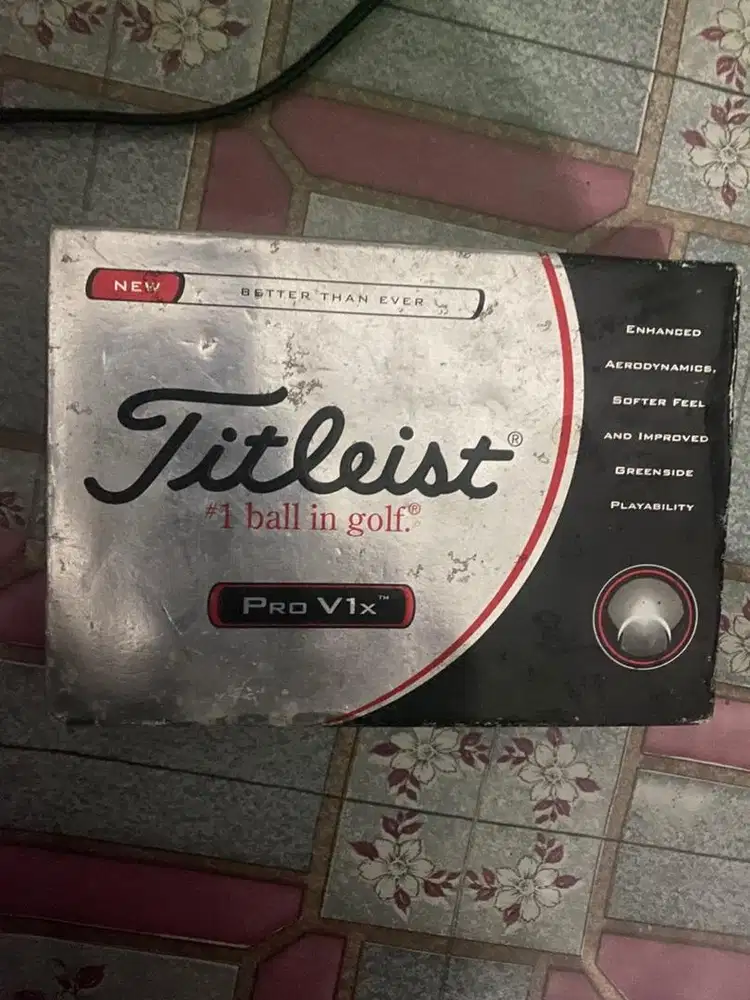 NEW
BETTER THAN EVER
Titleist®
#1 ball in golf.®
PRO V1x™
ENHANCED
AERODYNAMICS,
SOFTER FEEL
AND IMPROVED
GREENSIDE
PLAYABILITY